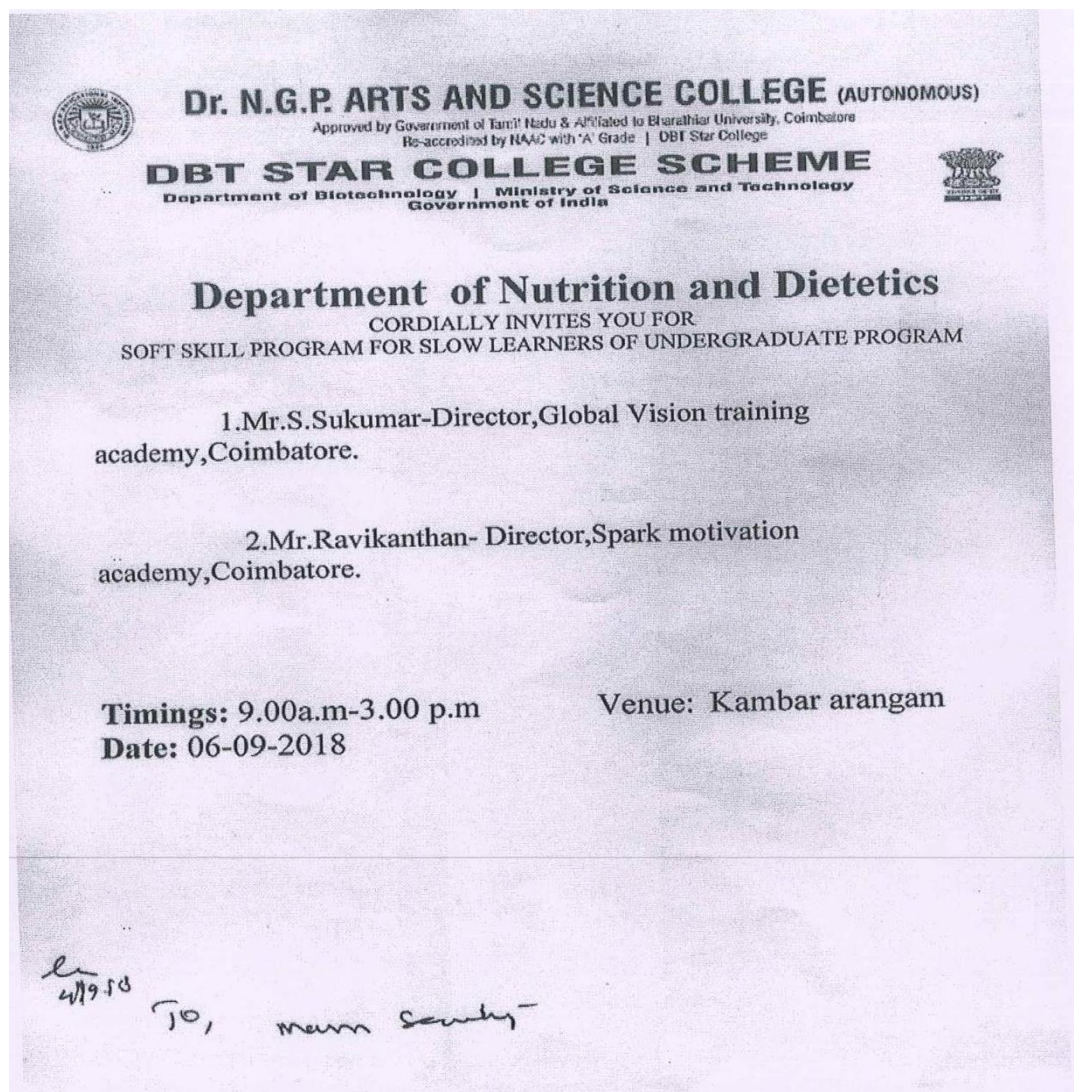 Dr. N.G.P. ARTS AND SCIENCE COLLEGE (AUTONOMOUS)
Approved by Government of Tamil Nadu & Affiliated to Bharathiar University, Coimbatore
Re-accredited by NAAC with 'A' Grade | DBT Star College
DBT STAR COLLEGE SCHEME
Department of Biotechnology | Ministry of Science and Technology
Government of India
Department of Nutrition and Dietetics
CORDIALLY INVITES YOU FOR
SOFT SKILL PROGRAM FOR SLOW LEARNERS OF UNDERGRADUATE PROGRAM
1.Mr.S.Sukumar-Director,Global Vision training
academy,Coimbatore.
2.Mr.Ravikanthan- Director,Spark motivation
academy,Coimbatore.
Timings: 9.00a.m-3.00 p.m Venue: Kambar arangam
Date: 06-09-2018
To,